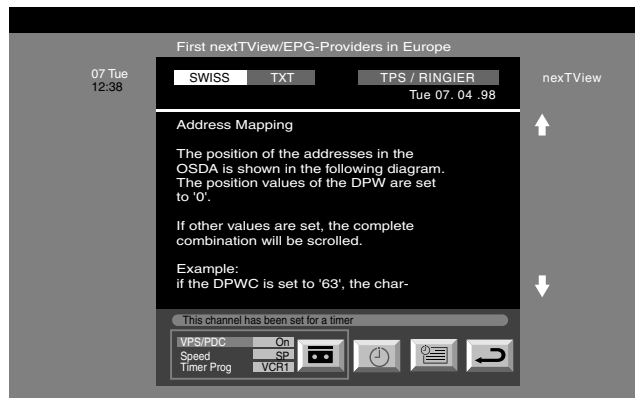 First nextTView/EPG-Providers in Europe
07 Tue
12:38
SWISS TXT TPS / RINGIER
nexTView
Tue 07. 04 .98
Address Mapping
The position of the addresses in the
OSDA is shown in the following diagram.
The position values of the DPW are set
to '0'.
If other values are set, the complete
combination will be scrolled.
Example:
if the DPWC is set to '63', the char-
This channel has been set for a timer
VPS/PDC On
Speed SP
Timer Prog VCR1